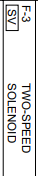 F-3 TWO-SPEED
SV SOLENOID